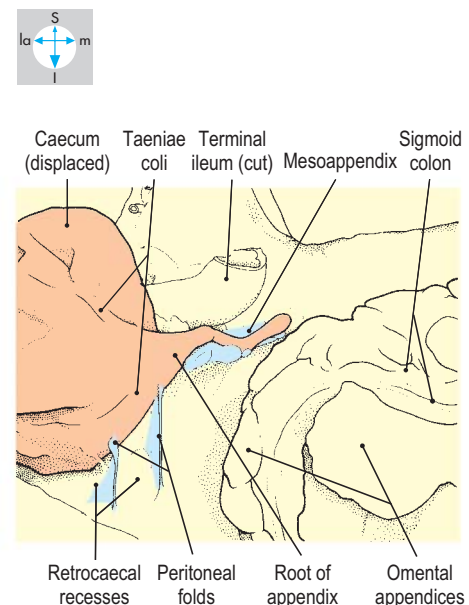 S
la m
I
Caecum
(displaced)
Taeniae
coli
Terminal
ileum (cut)
Mesoappendix
Sigmoid
colon
Retrocaecal
recesses
Peritoneal
folds
Root of
appendix
Omental
appendices